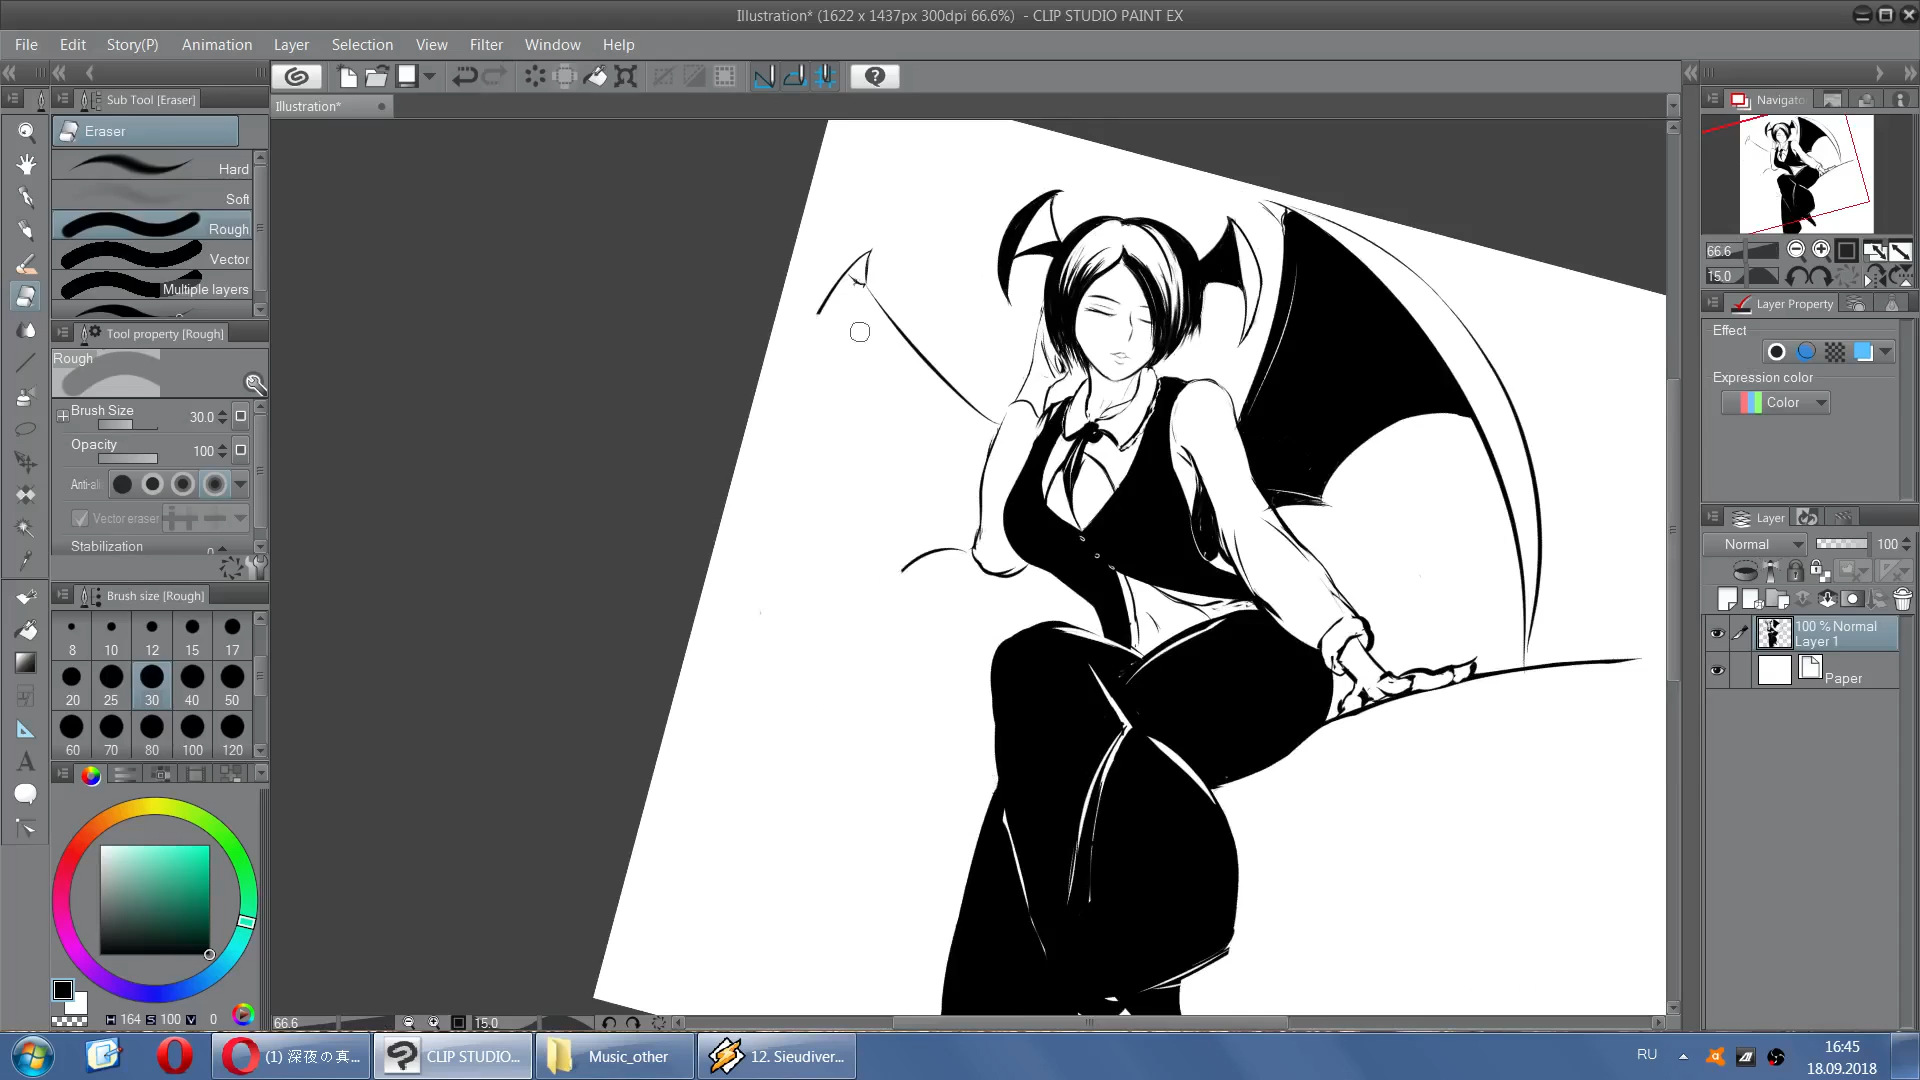 Illustration* (1622 x 1437px 300dpi 66.6%) - CLIP STUDIO PAINT EX
File Edit Story(P) Animation Layer Selection View Filter Window Help
Sub Tool [Eraser]
Illustration*
Navigato
Eraser
Hard
Soft
Rough
Vector
Multiple layers
66.6
15.0
Tool property [Rough]
Layer Property
Rough
Effect
Expression color
Color
Brush Size 30.0
Opacity 100
Anti-ali
Vector eraser
Stabilization
Layer
Normal 100
Brush size [Rough]
8 10 12 15 17
20 25 30 40 50
60 70 80 100 120
100 % Normal
Layer 1
Paper
H 164 S 100 V 0
66.6 15.0
(1) 深夜の真...
CLIP STUDIO...
Music_other
12. Sieudiver...
RU
16:45
18.09.2018